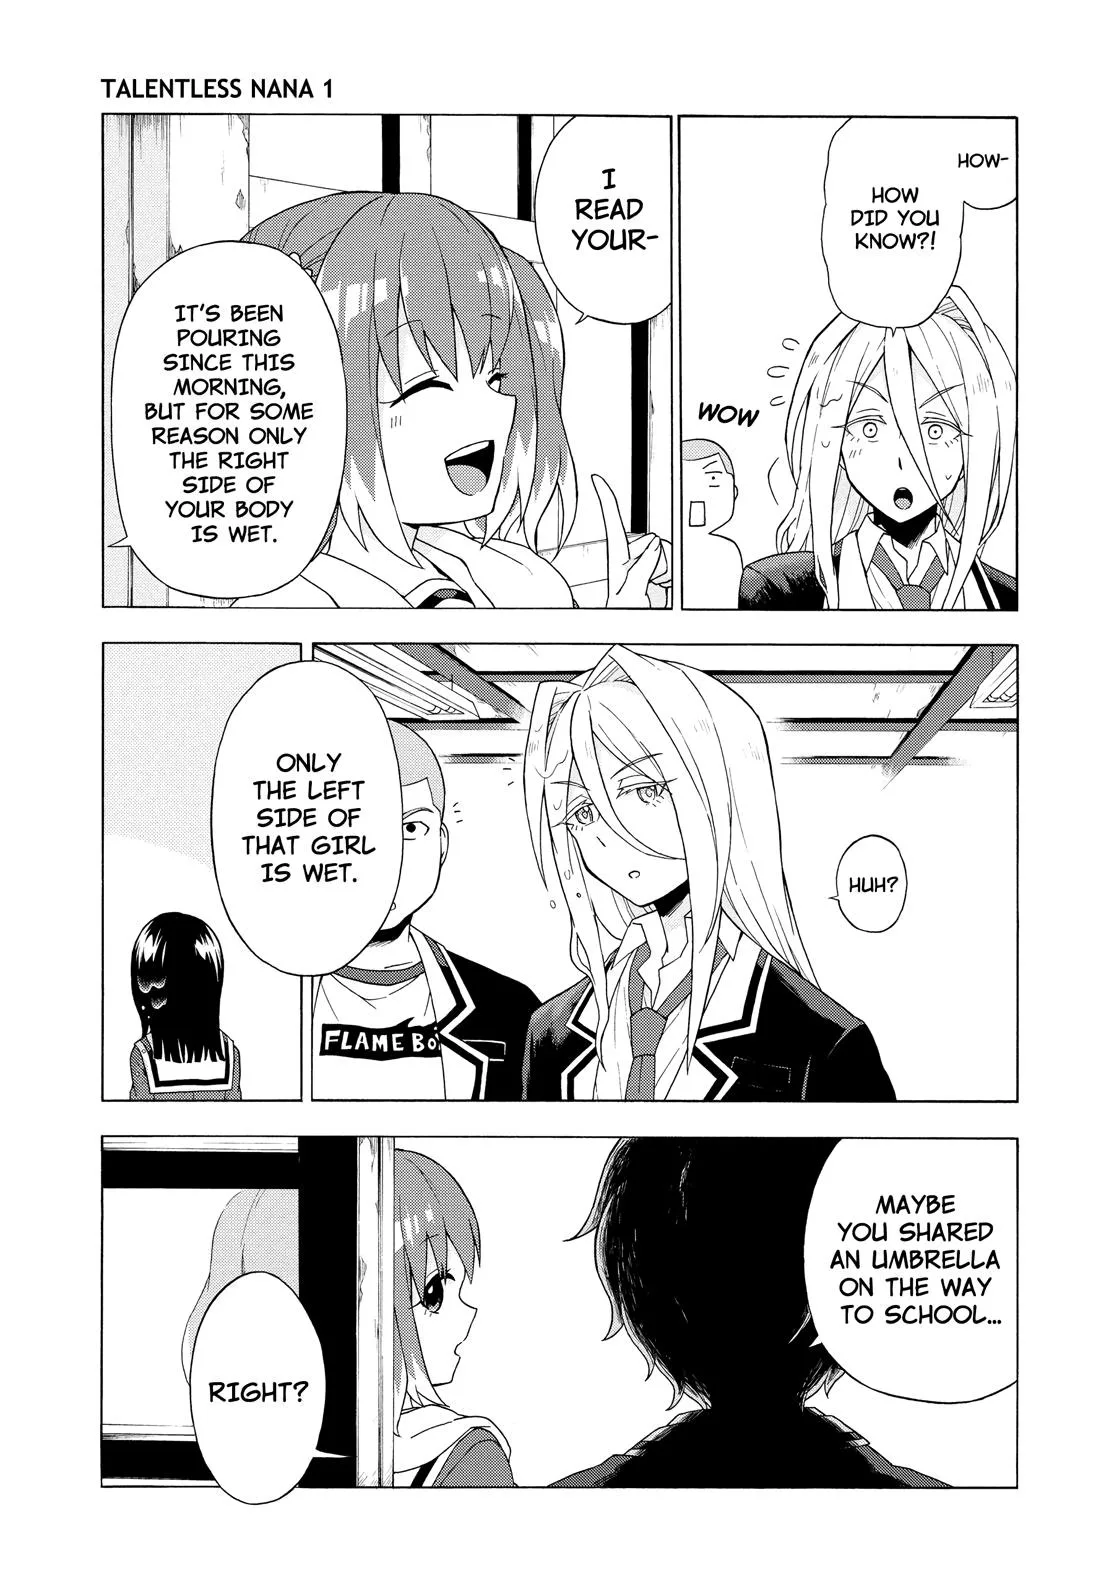 TALENTLESS NANA 1
HOW-
HOW
DID YOU
KNOW?!
WOW
I
READ
YOUR-
IT'S BEEN
POURING
SINCE THIS
MORNING,
BUT FOR SOME
REASON ONLY
THE RIGHT
SIDE OF
YOUR BODY
IS WET.
HUH?
FLAME BO
ONLY
THE LEFT
SIDE OF
THAT GIRL
IS WET.
MAYBE
YOU SHARED
AN UMBRELLA
ON THE WAY
TO SCHOOL...
RIGHT?